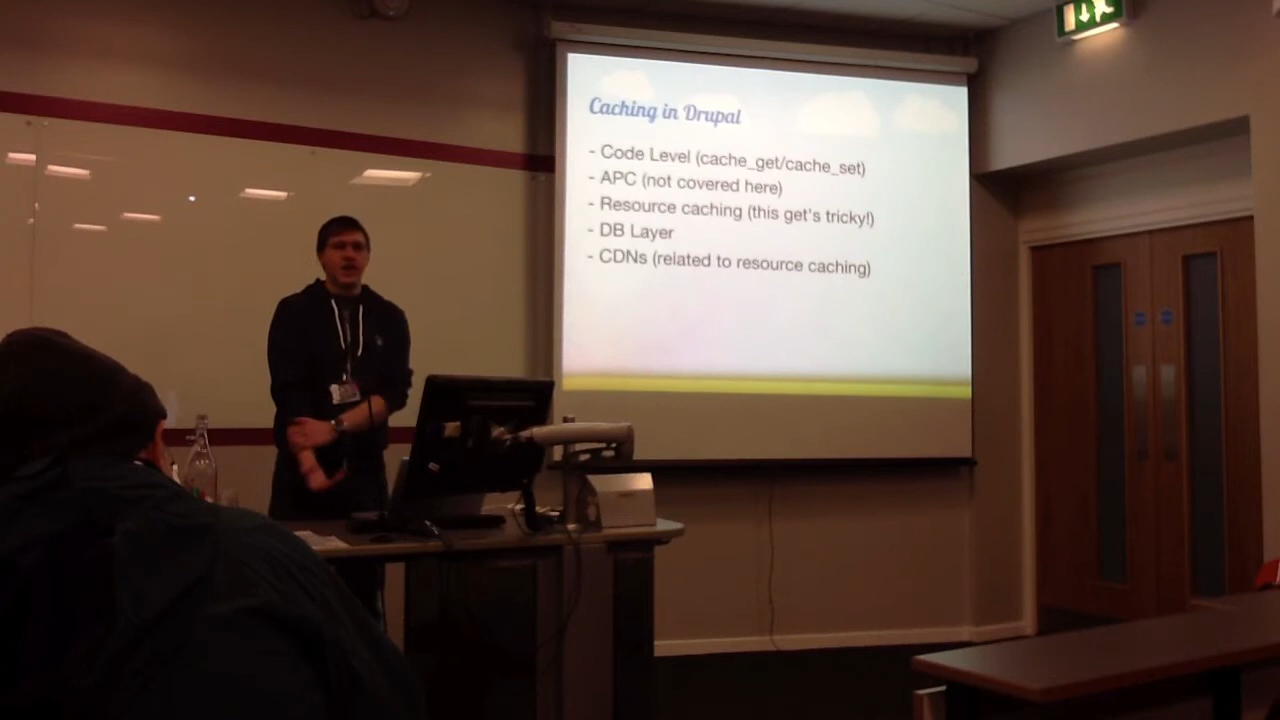 Caching in Drupal
- Code Level (cache_get/cache_set)
- APC (not covered here)
- Resource caching (this get's tricky!)
- DB Layer
- CDNs (related to resource caching)